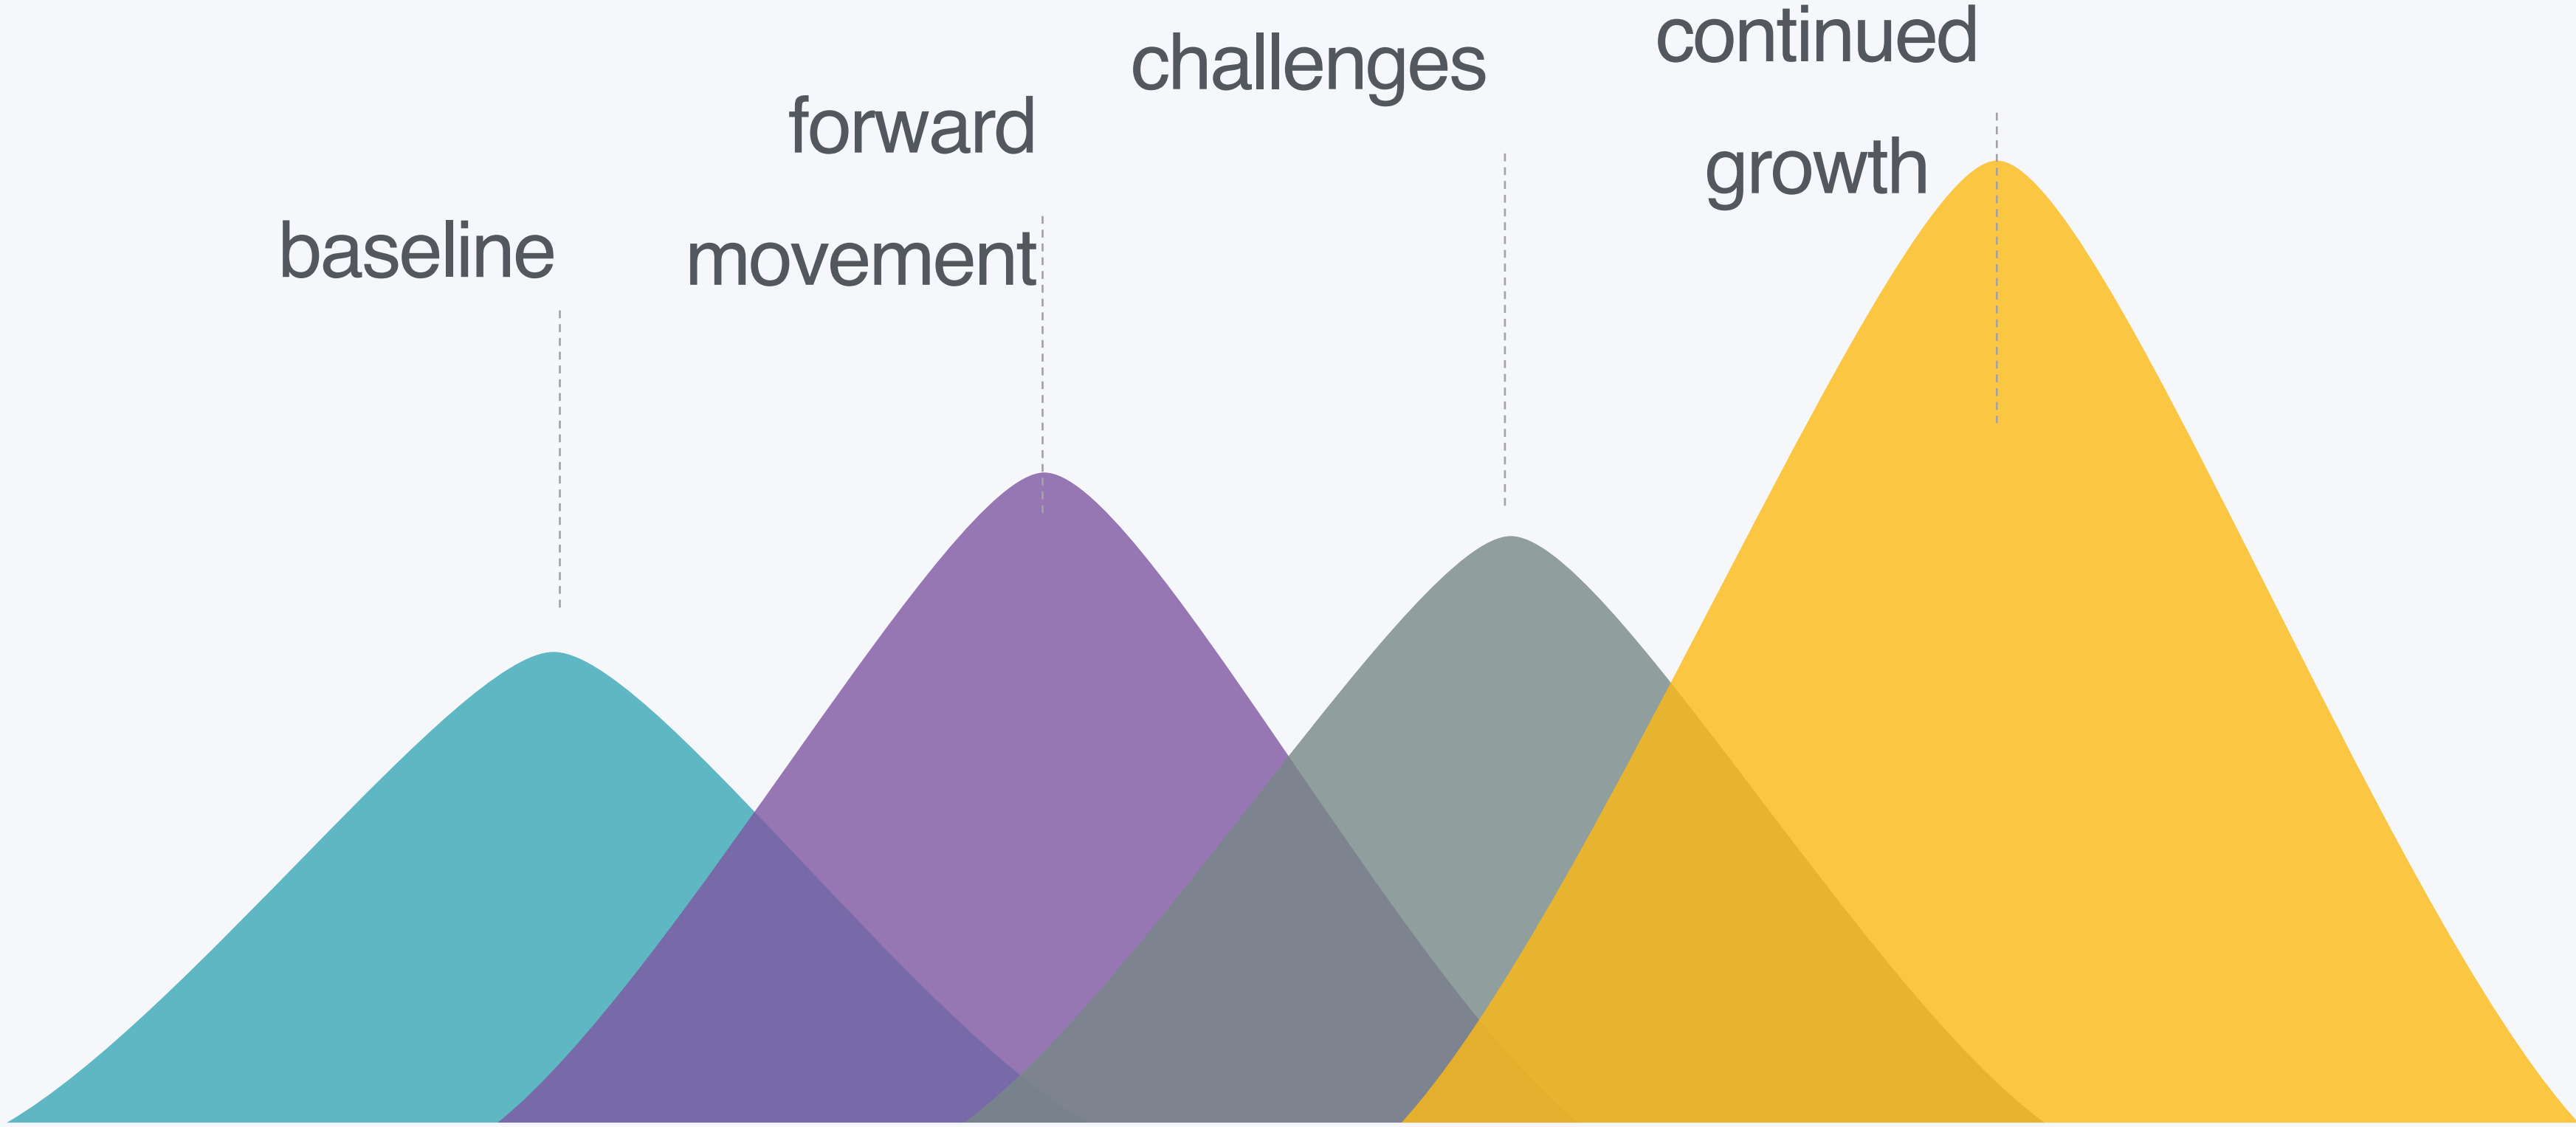 baseline
forward
movement
challenges
continued
growth